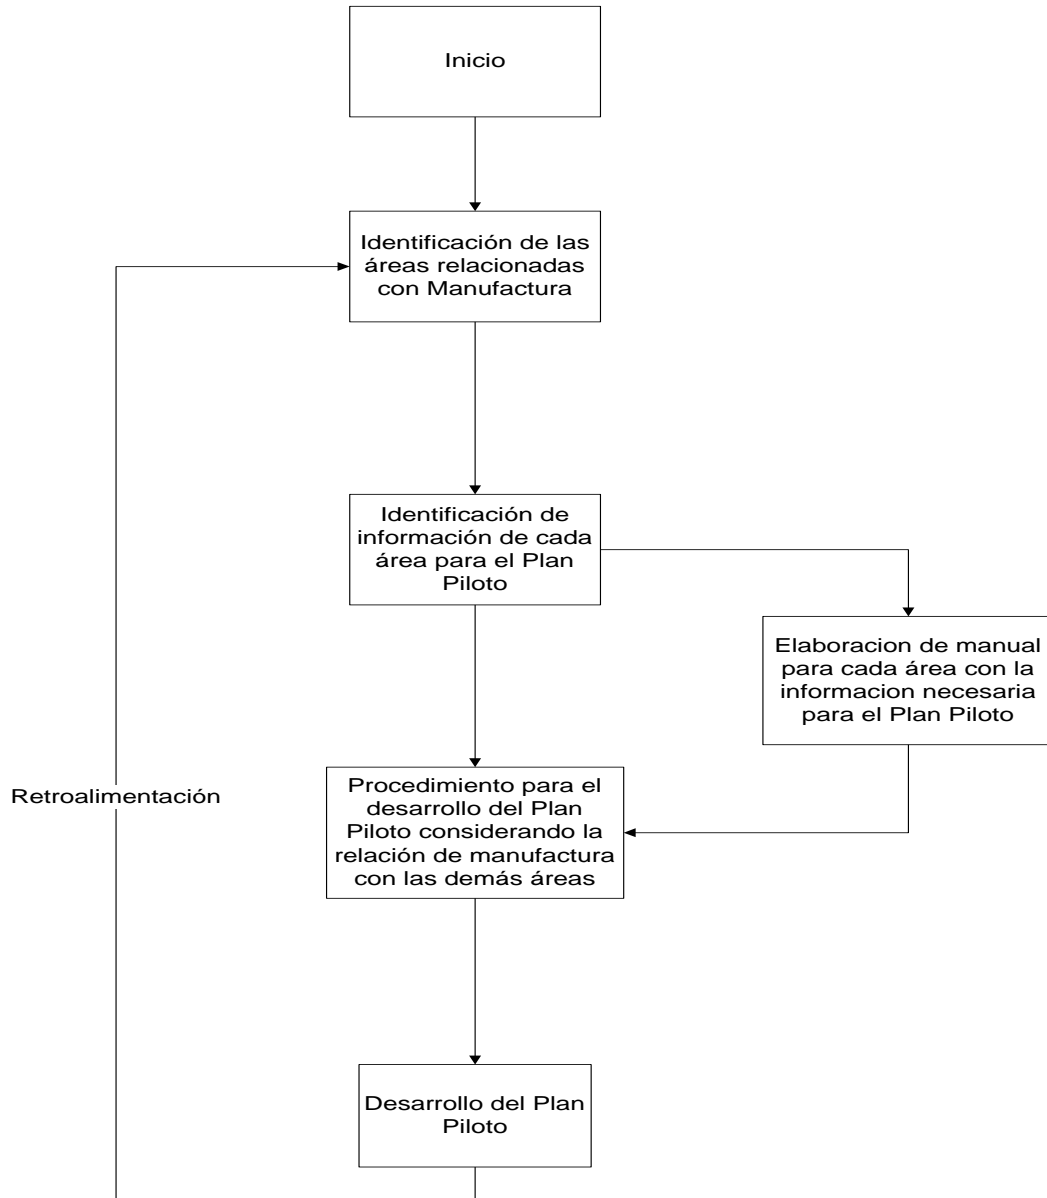 Inicio
Identificación de las
áreas relacionadas
con Manufactura
Identificación de
información de cada
área para el Plan
Piloto
Elaboracion de manual
para cada área con la
informacion necesaria
para el Plan Piloto
Retroalimentación
Procedimiento para el
desarrollo del Plan
Piloto considerando la
relación de manufactura
con las demás áreas
Desarrollo del Plan
Piloto